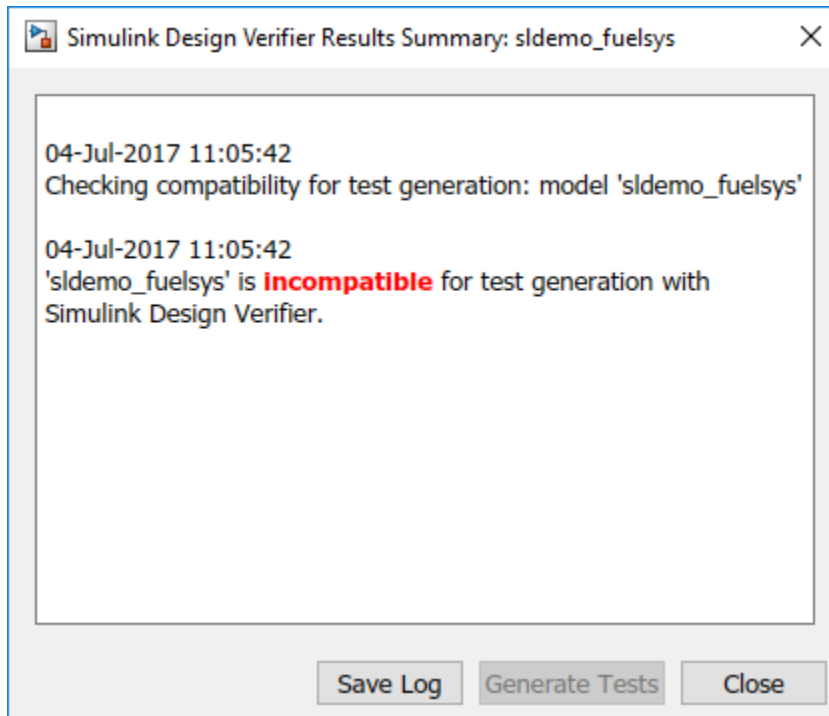 Simulink Design Verifier Results Summary: sldemo_fuelsys
04-Jul-2017 11:05:42
Checking compatibility for test generation: model 'sldemo_fuelsys'
04-Jul-2017 11:05:42
'sldemo_fuelsys' is incompatible for test generation with
Simulink Design Verifier.
Save Log Generate Tests Close